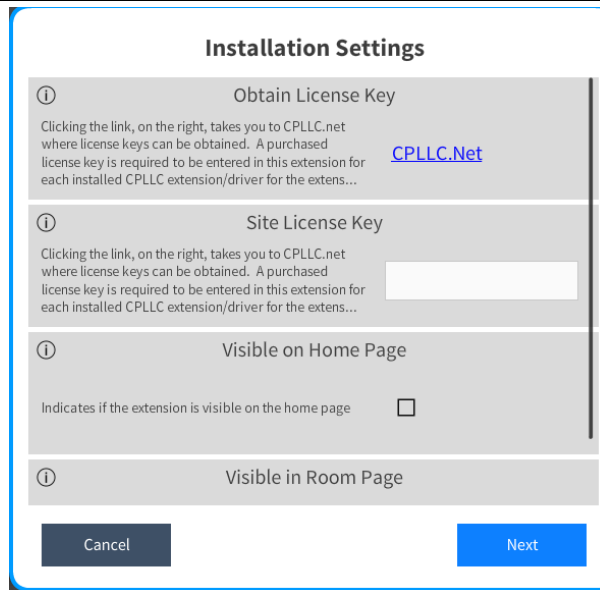 Installation Settings
Obtain License Key
Clicking the link, on the right, takes you to CPLLC.net
where license keys can be obtained. A purchased
license key is required to be entered in this extension for
each installed CPLLC extension/driver for the extens...
CPLLC.Net
Site License Key
Clicking the link, on the right, takes you to CPLLC.net
where license keys can be obtained. A purchased
license key is required to be entered in this extension for
each installed CPLLC extension/driver for the extens...
Visible on Home Page
Indicates if the extension is visible on the home page
Visible in Room Page
Cancel
Next